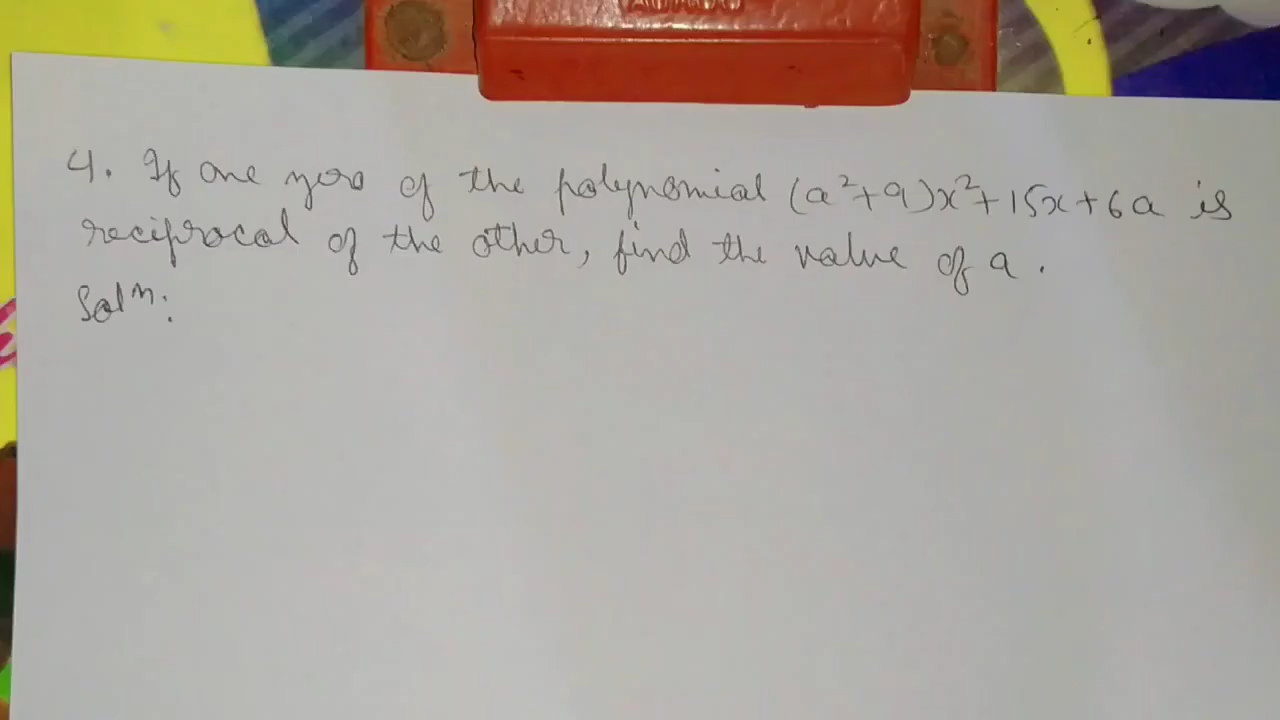 4. If one zero of the polynomial (a²+9)x²+15x+6a is
reciprocal of the other, find the value of a.
Solⁿ: